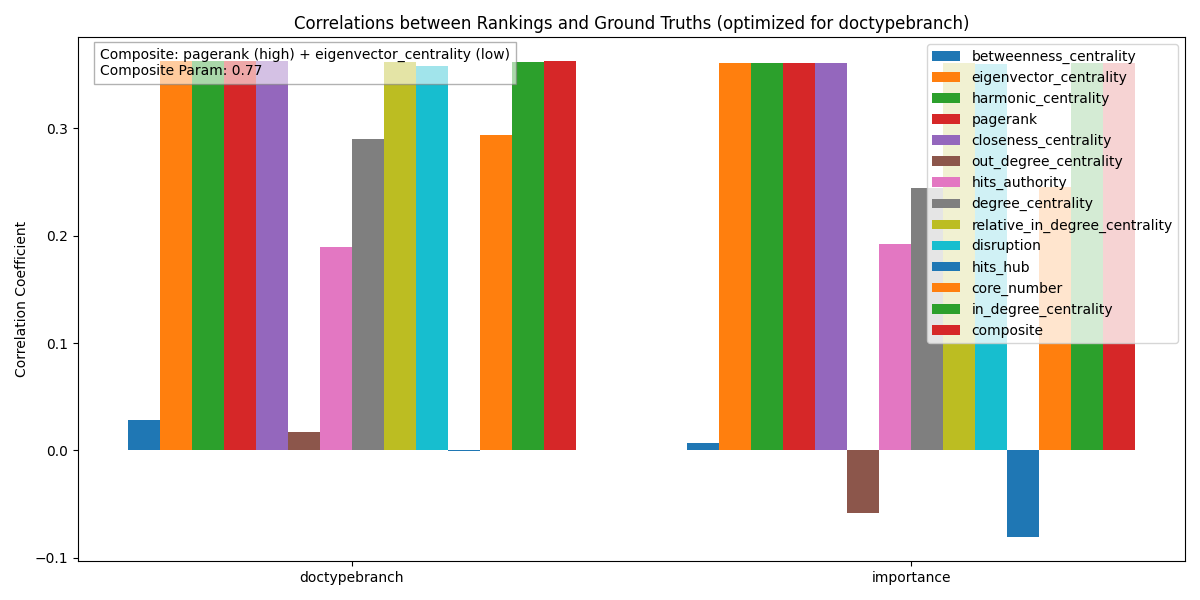 Correlations between Rankings and Ground Truths (optimized for doctypebranch)
Composite: pagerank (high) + eigenvector_centrality (low)
Composite Param: 0.77
betweenness_centrality
eigenvector_centrality
harmonic_centrality
pagerank
closeness_centrality
out_degree_centrality
hits_authority
degree_centrality
relative_in_degree_centrality
disruption
hits_hub
core_number
in_degree_centrality
composite
Correlation Coefficient
0.3
0.2
0.1
0.0
−0.1
doctypebranch
importance